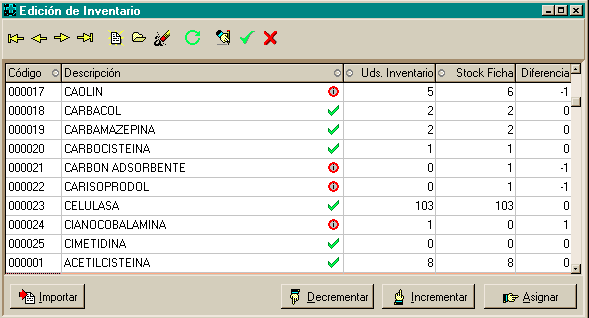 Edición de Inventario
Código Descripción Uds. Inventario Stock Ficha Diferencia
000017 CAOLIN 5 6 -1
000018 CARBACOL 2 2 0
000019 CARBAMAZEPINA 2 2 0
000020 CARBOCISTEINA 1 1 0
000021 CARBON ADSORBENTE 0 1 -1
000022 CARISOPRODOL 0 1 -1
000023 CELULASA 103 103 0
000024 CIANOCOBALAMINA 1 0 1
000025 CIMETIDINA 0 0 0
000001 ACETILCISTEINA 8 8 0
Importar Decrementar Incrementar Asignar